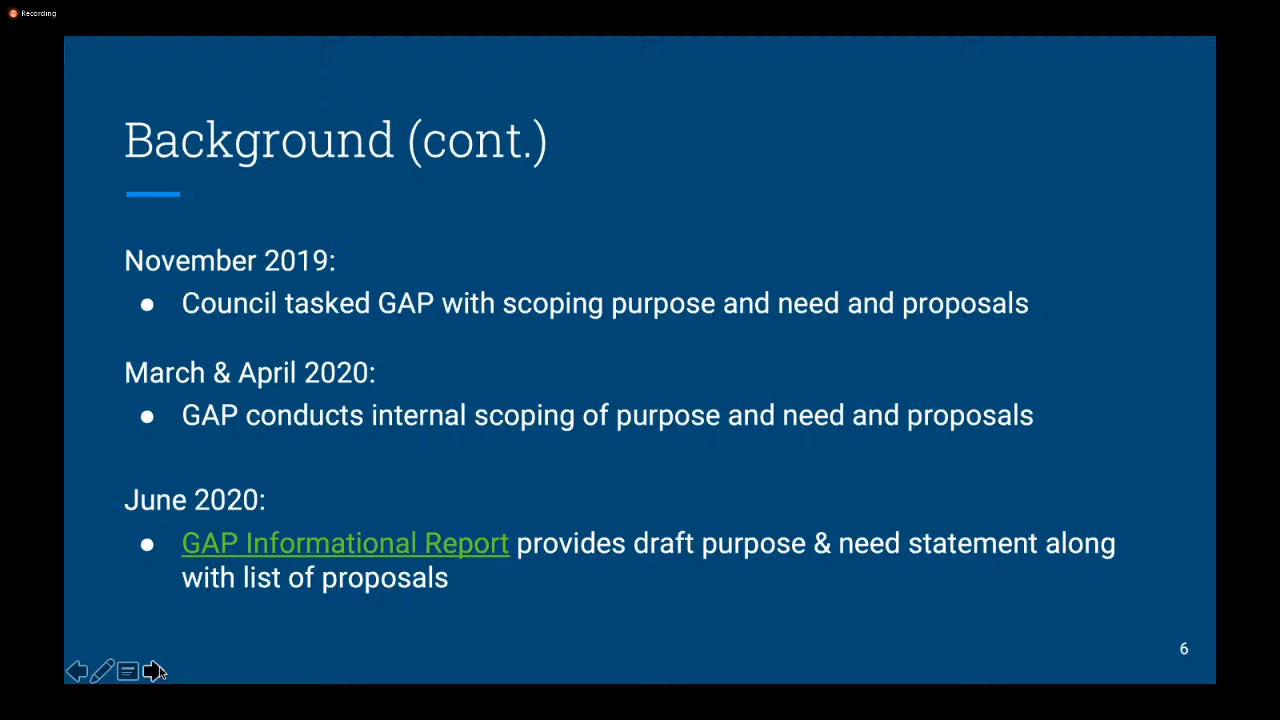 Recording
Background (cont.)
November 2019:
● Council tasked GAP with scoping purpose and need and proposals
March & April 2020:
● GAP conducts internal scoping of purpose and need and proposals
June 2020:
● GAP Informational Report provides draft purpose & need statement along
with list of proposals
6